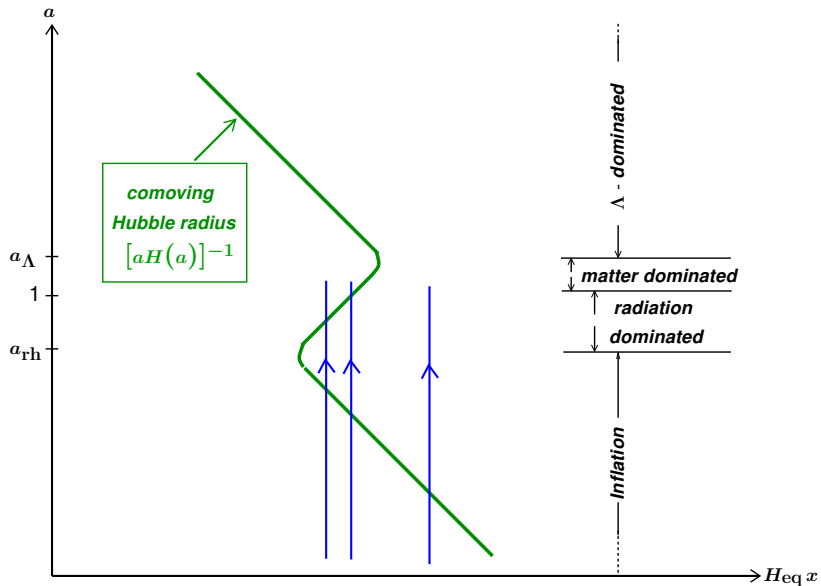 a
comoving
Hubble radius
[aH(a)]⁻¹
a_Λ
1
a_rh
Λ - dominated
matter dominated
radiation
dominated
Inflation
H_eq x